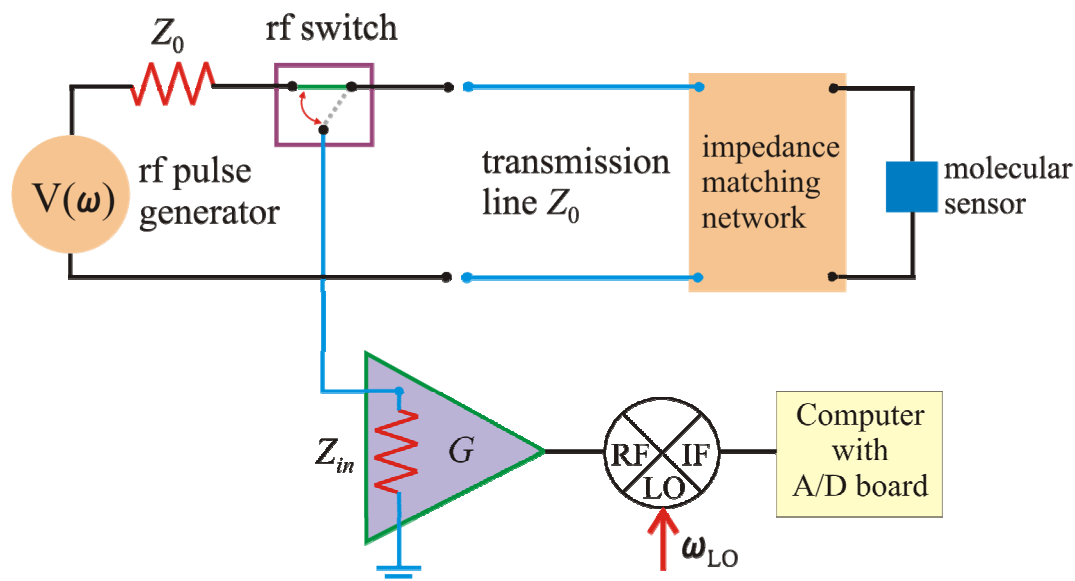 Z0
rf switch
V(ω)
rf pulse
generator
transmission
line Z0
impedance
matching
network
molecular
sensor
Zin
G
RF
IF
LO
ωLO
Computer
with
A/D board